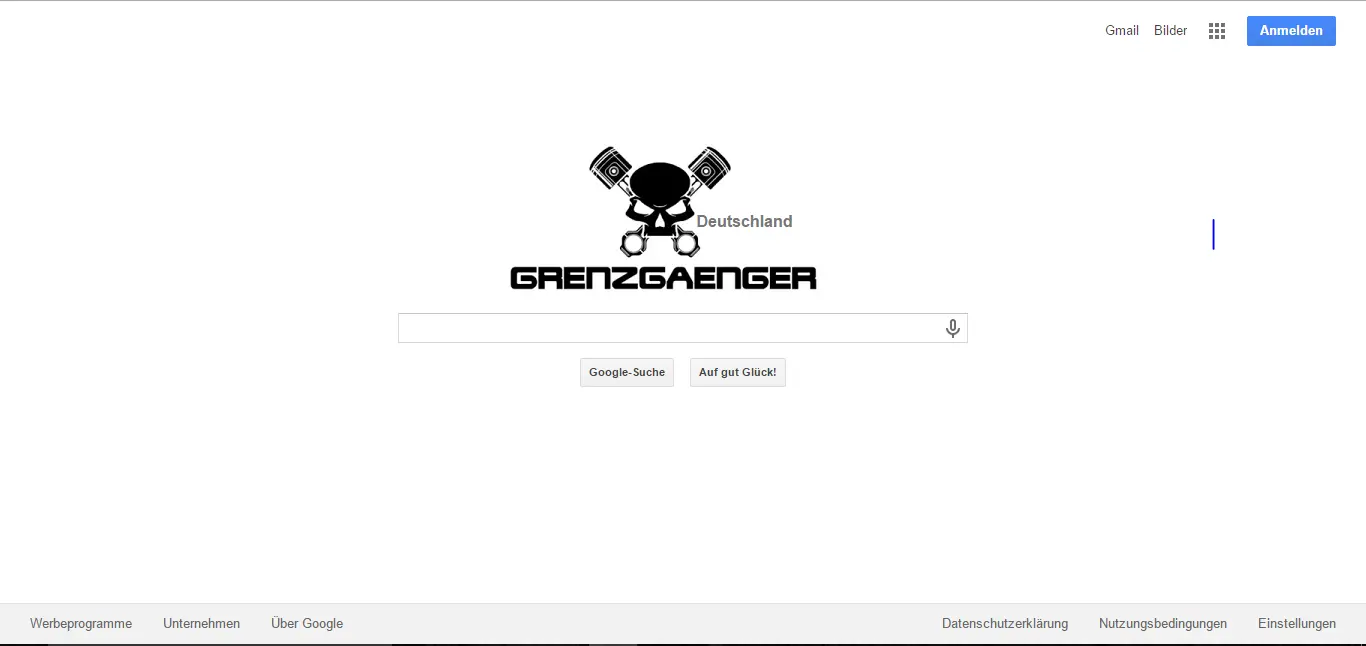 Gmail Bilder Anmelden
Deutschland
GRENZGAENGER
Google-Suche Auf gut Glück!
Werbeprogramme Unternehmen Über Google Datenschutzerklärung Nutzungsbedingungen Einstellungen